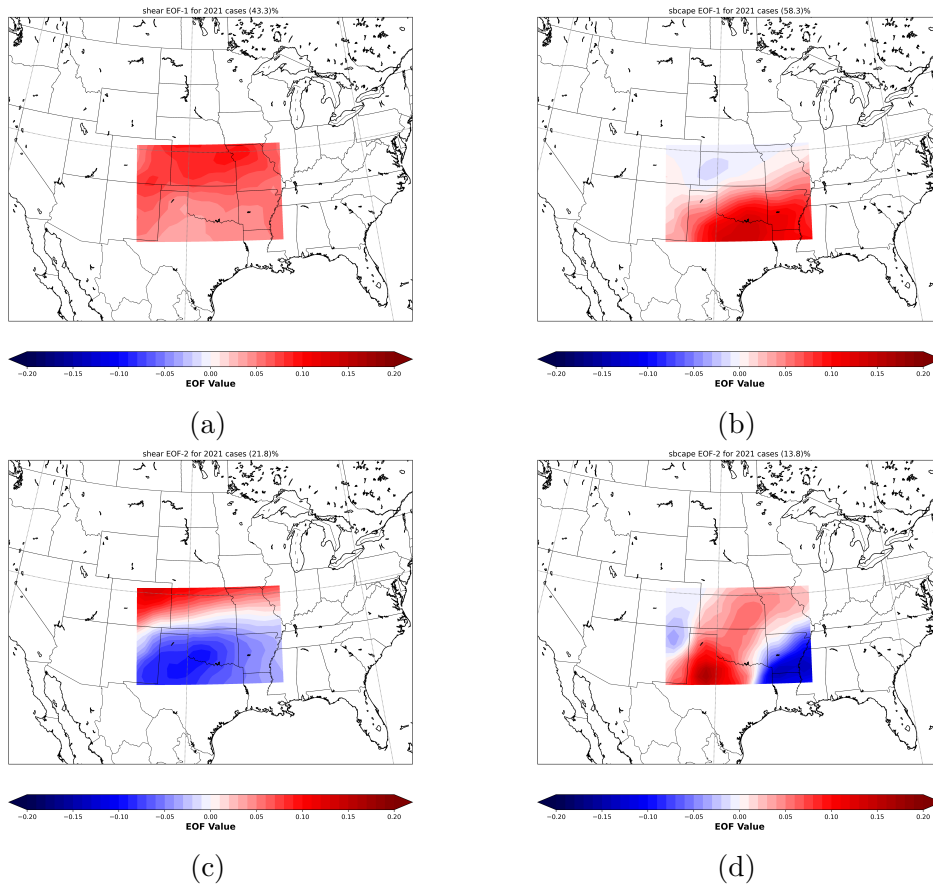 shear EOF-1 for 2021 cases (43.3)%
sbcape EOF-1 for 2021 cases (58.3)%
−0.20 −0.15 −0.10 −0.05 0.00 0.05 0.10 0.15 0.20
EOF Value
−0.20 −0.15 −0.10 −0.05 0.00 0.05 0.10 0.15 0.20
EOF Value
(a)
(b)
shear EOF-2 for 2021 cases (21.8)%
sbcape EOF-2 for 2021 cases (13.8)%
−0.20 −0.15 −0.10 −0.05 0.00 0.05 0.10 0.15 0.20
EOF Value
−0.20 −0.15 −0.10 −0.05 0.00 0.05 0.10 0.15 0.20
EOF Value
(c)
(d)